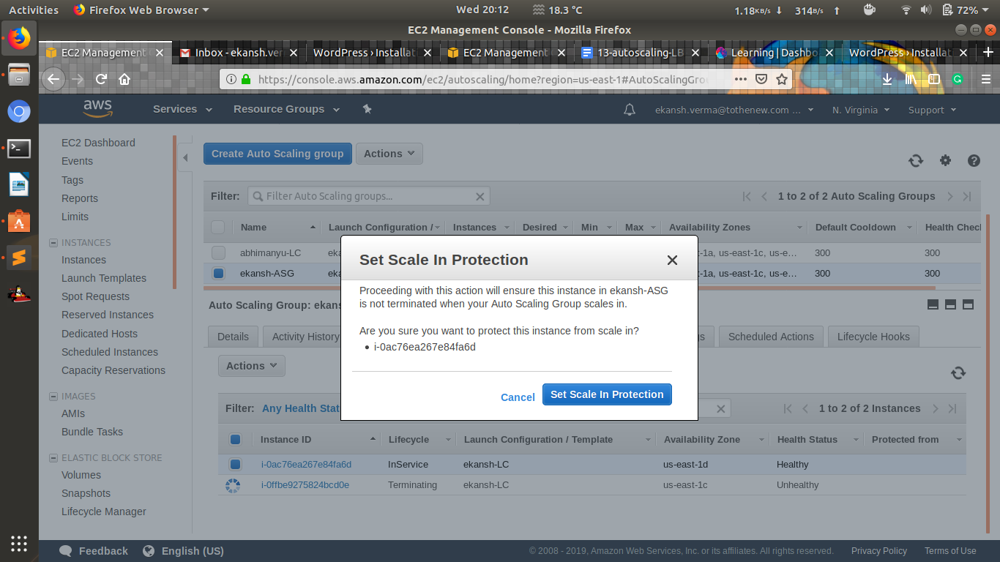 Activities Firefox Web Browser Wed 20:12 18.3 °C 1.18KB/s 314B/s 72%
EC2 Management Console - Mozilla Firefox
EC2 Management Inbox - ekansh.ver WordPress › Installat EC2 Management 13-autoscaling-LB Learning | Dashbo WordPress › Installat
https://console.aws.amazon.com/ec2/autoscaling/home?region=us-east-1#AutoScalingGrou
aws Services Resource Groups ekansh.verma@tothenew.com ... N. Virginia Support
EC2 Dashboard
Events
Tags
Reports
Limits
INSTANCES
Instances
Launch Templates
Spot Requests
Reserved Instances
Dedicated Hosts
Scheduled Instances
Capacity Reservations
IMAGES
AMIs
Bundle Tasks
ELASTIC BLOCK STORE
Volumes
Snapshots
Lifecycle Manager
Create Auto Scaling group Actions
Filter: Filter Auto Scaling groups... 1 to 2 of 2 Auto Scaling Groups
Name Launch Configuration / Instances Desired Min Max Availability Zones Default Cooldown Health Check
abhimanyu-LC eka st-1a, us-east-1c, us-e... 300 300
ekansh-ASG eka st-1a, us-east-1c, us-e... 300 300
Auto Scaling Group: ekans
Details Activity History Scheduled Actions Lifecycle Hooks
Actions
Filter: Any Health Stat 1 to 2 of 2 Instances
Instance ID Lifecycle Launch Configuration / Template Availability Zone Health Status Protected from
i-0ac76ea267e84fa6d InService ekansh-LC us-east-1d Healthy
i-0ffbe9275824bcd0e Terminating ekansh-LC us-east-1c Unhealthy
Set Scale In Protection
Proceeding with this action will ensure this instance in ekansh-ASG
is not terminated when your Auto Scaling Group scales in.
Are you sure you want to protect this instance from scale in?
i-0ac76ea267e84fa6d
Cancel Set Scale In Protection
Feedback English (US) © 2008 - 2019, Amazon Web Services, Inc. or its affiliates. All rights reserved. Privacy Policy Terms of Use